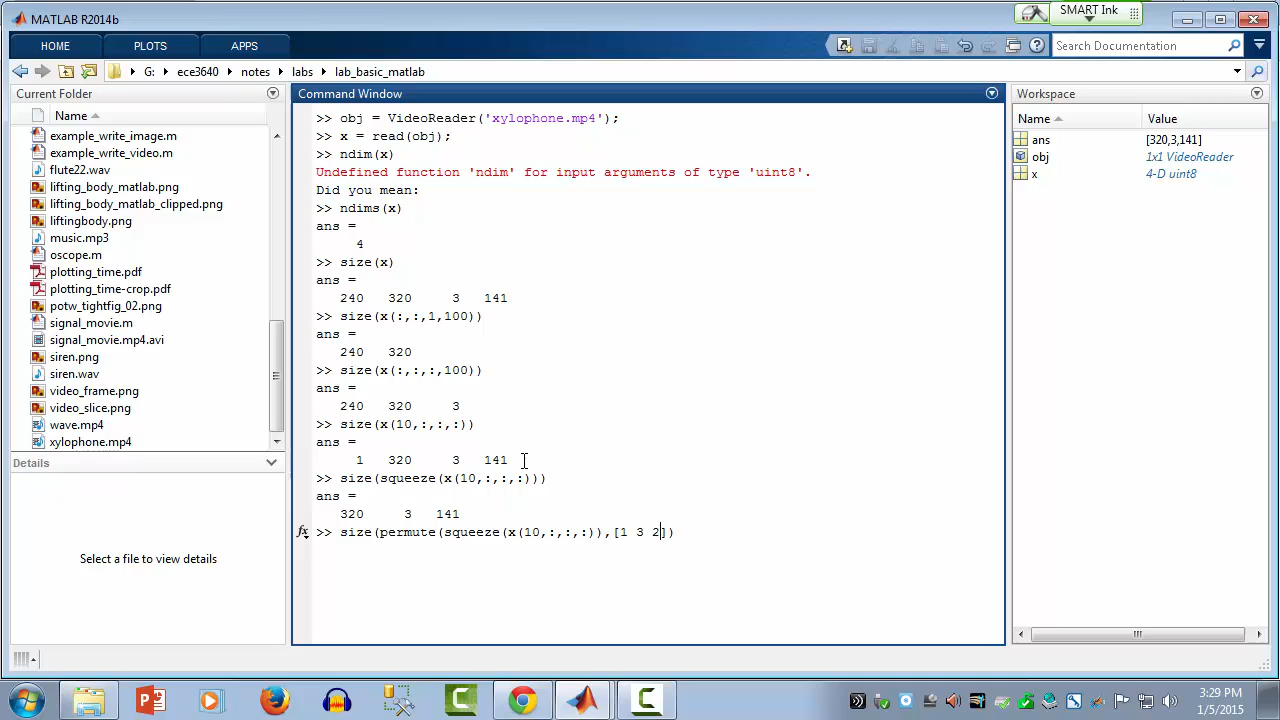 MATLAB R2014b
SMART Ink
HOME PLOTS APPS
Search Documentation
G: ece3640 notes labs lab_basic_matlab
Current Folder
Name
example_write_image.m
example_write_video.m
flute22.wav
lifting_body_matlab.png
lifting_body_matlab_clipped.png
liftingbody.png
music.mp3
oscope.m
plotting_time.pdf
plotting_time-crop.pdf
potw_tightfig_02.png
signal_movie.m
signal_movie.mp4.avi
siren.png
siren.wav
video_frame.png
video_slice.png
wave.mp4
xylophone.mp4
Details
Select a file to view details
Command Window
>> obj = VideoReader('xylophone.mp4');
>> x = read(obj);
>> ndim(x)
Undefined function 'ndim' for input arguments of type 'uint8'.
Did you mean:
>> ndims(x)
ans =
4
>> size(x)
ans =
240 320 3 141
>> size(x(:,:,1,100))
ans =
240 320
>> size(x(:,:,:,100))
ans =
240 320 3
>> size(x(10,:,:,:))
ans =
1 320 3 141
>> size(squeeze(x(10,:,:,:)))
ans =
320 3 141
fx >> size(permute(squeeze(x(10,:,:,:)),[1 3 2])
Workspace
Name Value
ans [320,3,141]
obj 1x1 VideoReader
x 4-D uint8
3:29 PM
1/5/2015